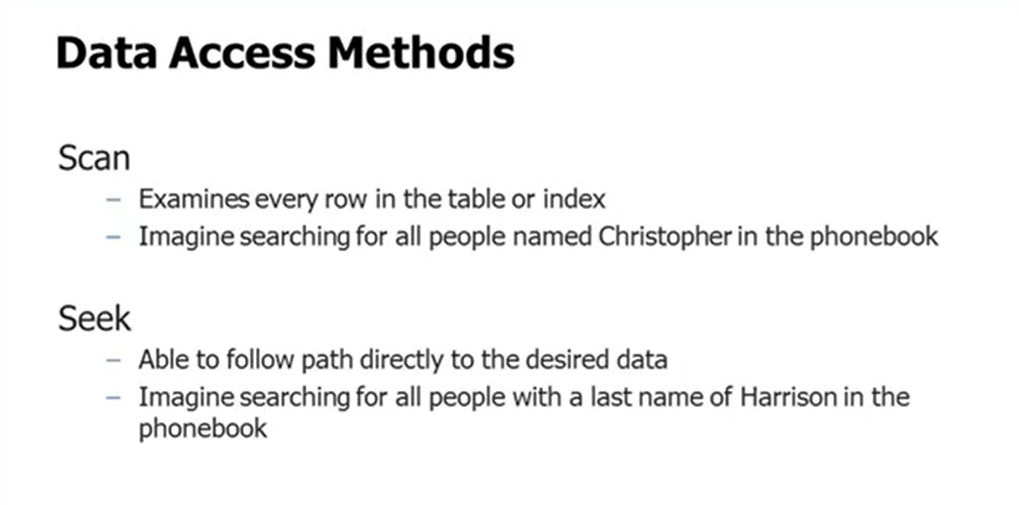 Data Access Methods
Scan
– Examines every row in the table or index
– Imagine searching for all people named Christopher in the phonebook
Seek
– Able to follow path directly to the desired data
– Imagine searching for all people with a last name of Harrison in the
phonebook